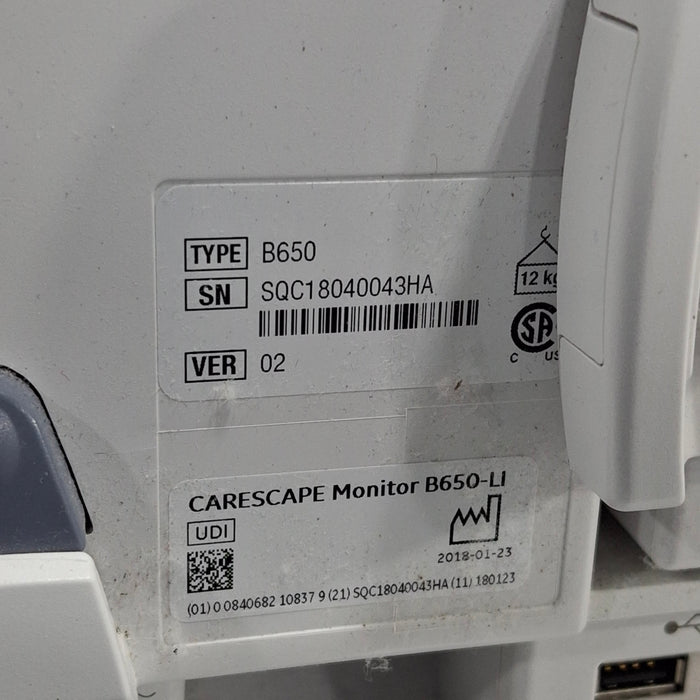 TYPE B650
SN SQC18040043HA
12 kg
SA
C US
VER 02
CARESCAPE Monitor B650-LI
UDI
2018-01-23
(01) 0 0840682 10837 9 (21) SQC18040043HA (11) 180123